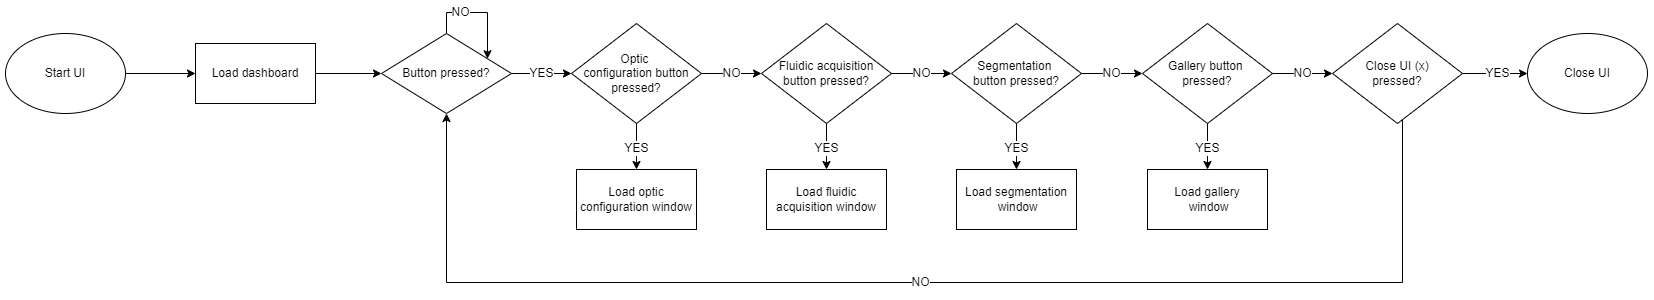 NO
Start UI
Load dashboard
Button pressed?
YES
Optic
configuration button
pressed?
NO
Fluidic acquisition
button pressed?
NO
Segmentation
button pressed?
NO
Gallery button
pressed?
NO
Close UI (x)
pressed?
YES
Close UI
YES
YES
YES
YES
Load optic
configuration window
Load fluidic
acquisition window
Load segmentation
window
Load gallery
window
NO